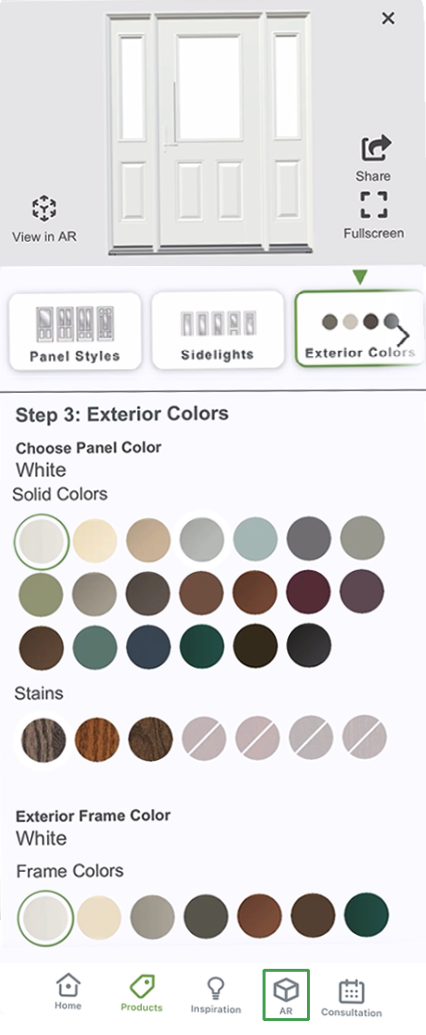 Share
View in AR
Fullscreen
Panel Styles
Sidelights
Exterior Colors
Step 3: Exterior Colors
Choose Panel Color
White
Solid Colors
Stains
Exterior Frame Color
White
Frame Colors
Home
Products
Inspiration
AR
Consultation